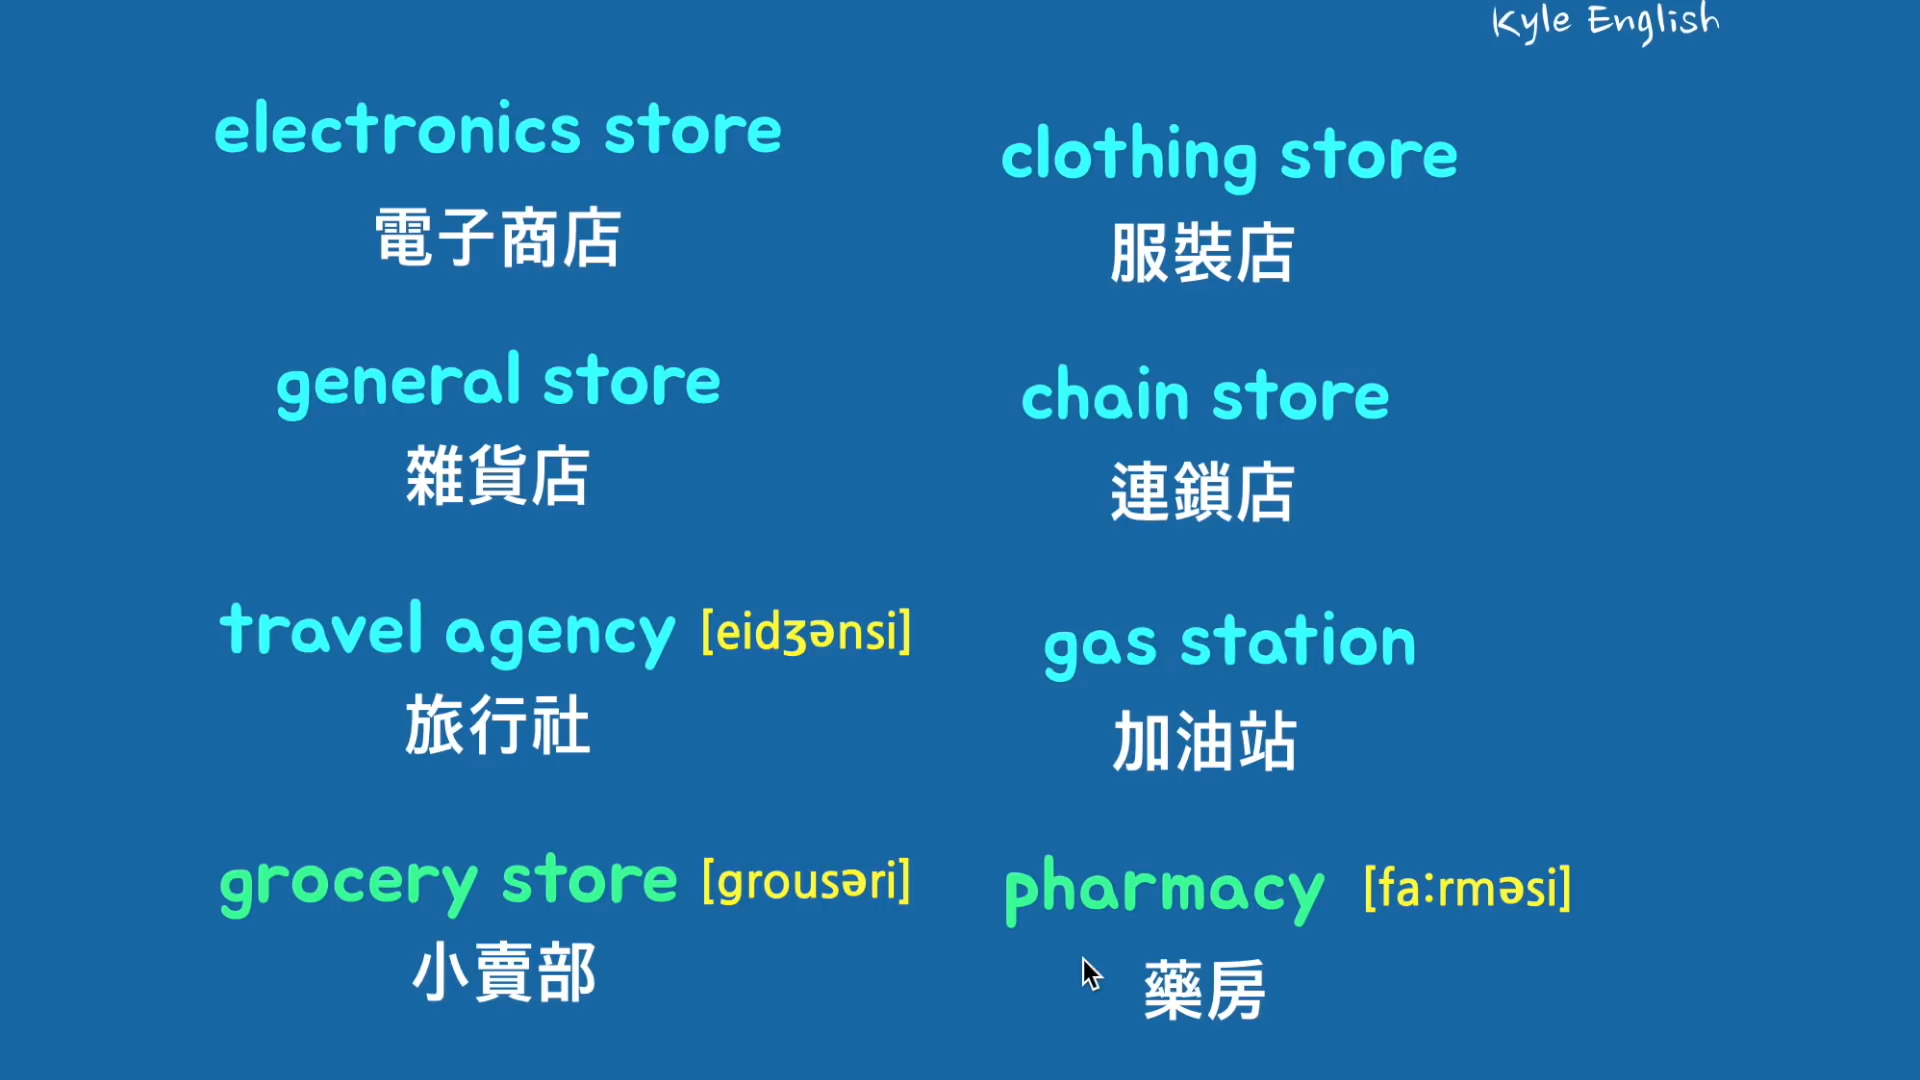 Kyle English
electronics store
電子商店
clothing store
服裝店
general store
雜貨店
chain store
連鎖店
travel agency [eidʒənsi]
旅行社
gas station
加油站
grocery store [grousəri]
小賣部
pharmacy [fa:rməsi]
藥房